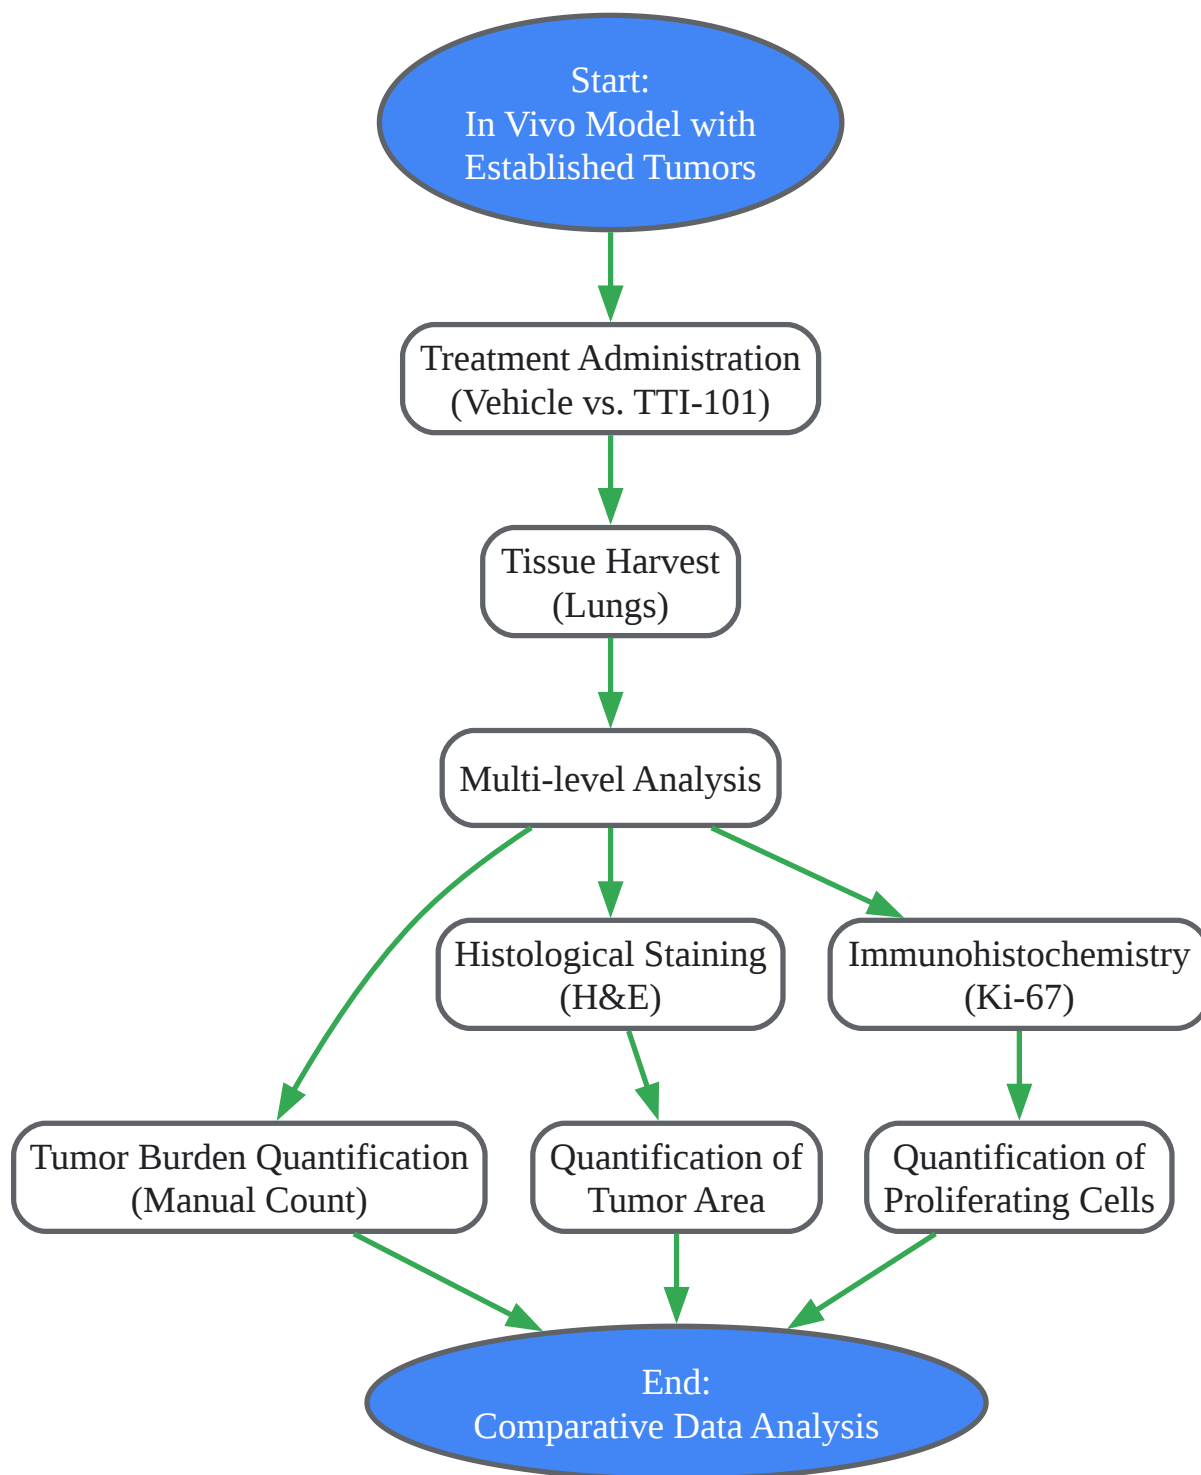 Start:
In Vivo Model with
Established Tumors
Treatment Administration
(Vehicle vs. TTI-101)
Tissue Harvest
(Lungs)
Multi-level Analysis
Histological Staining
(H&E)
Immunohistochemistry
(Ki-67)
Tumor Burden Quantification
(Manual Count)
Quantification of
Tumor Area
Quantification of
Proliferating Cells
End:
Comparative Data Analysis